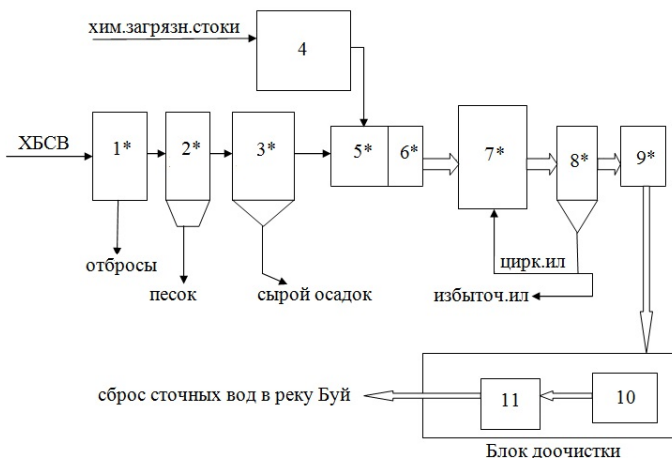 хим.загрязн.стоки
4
ХБСВ
1*
2*
3*
5*
6*
7*
8*
9*
отбросы
песок
сырой осадок
цирк.ил
избыточ.ил
сброс сточных вод в реку Буй
11
10
Блок доочистки